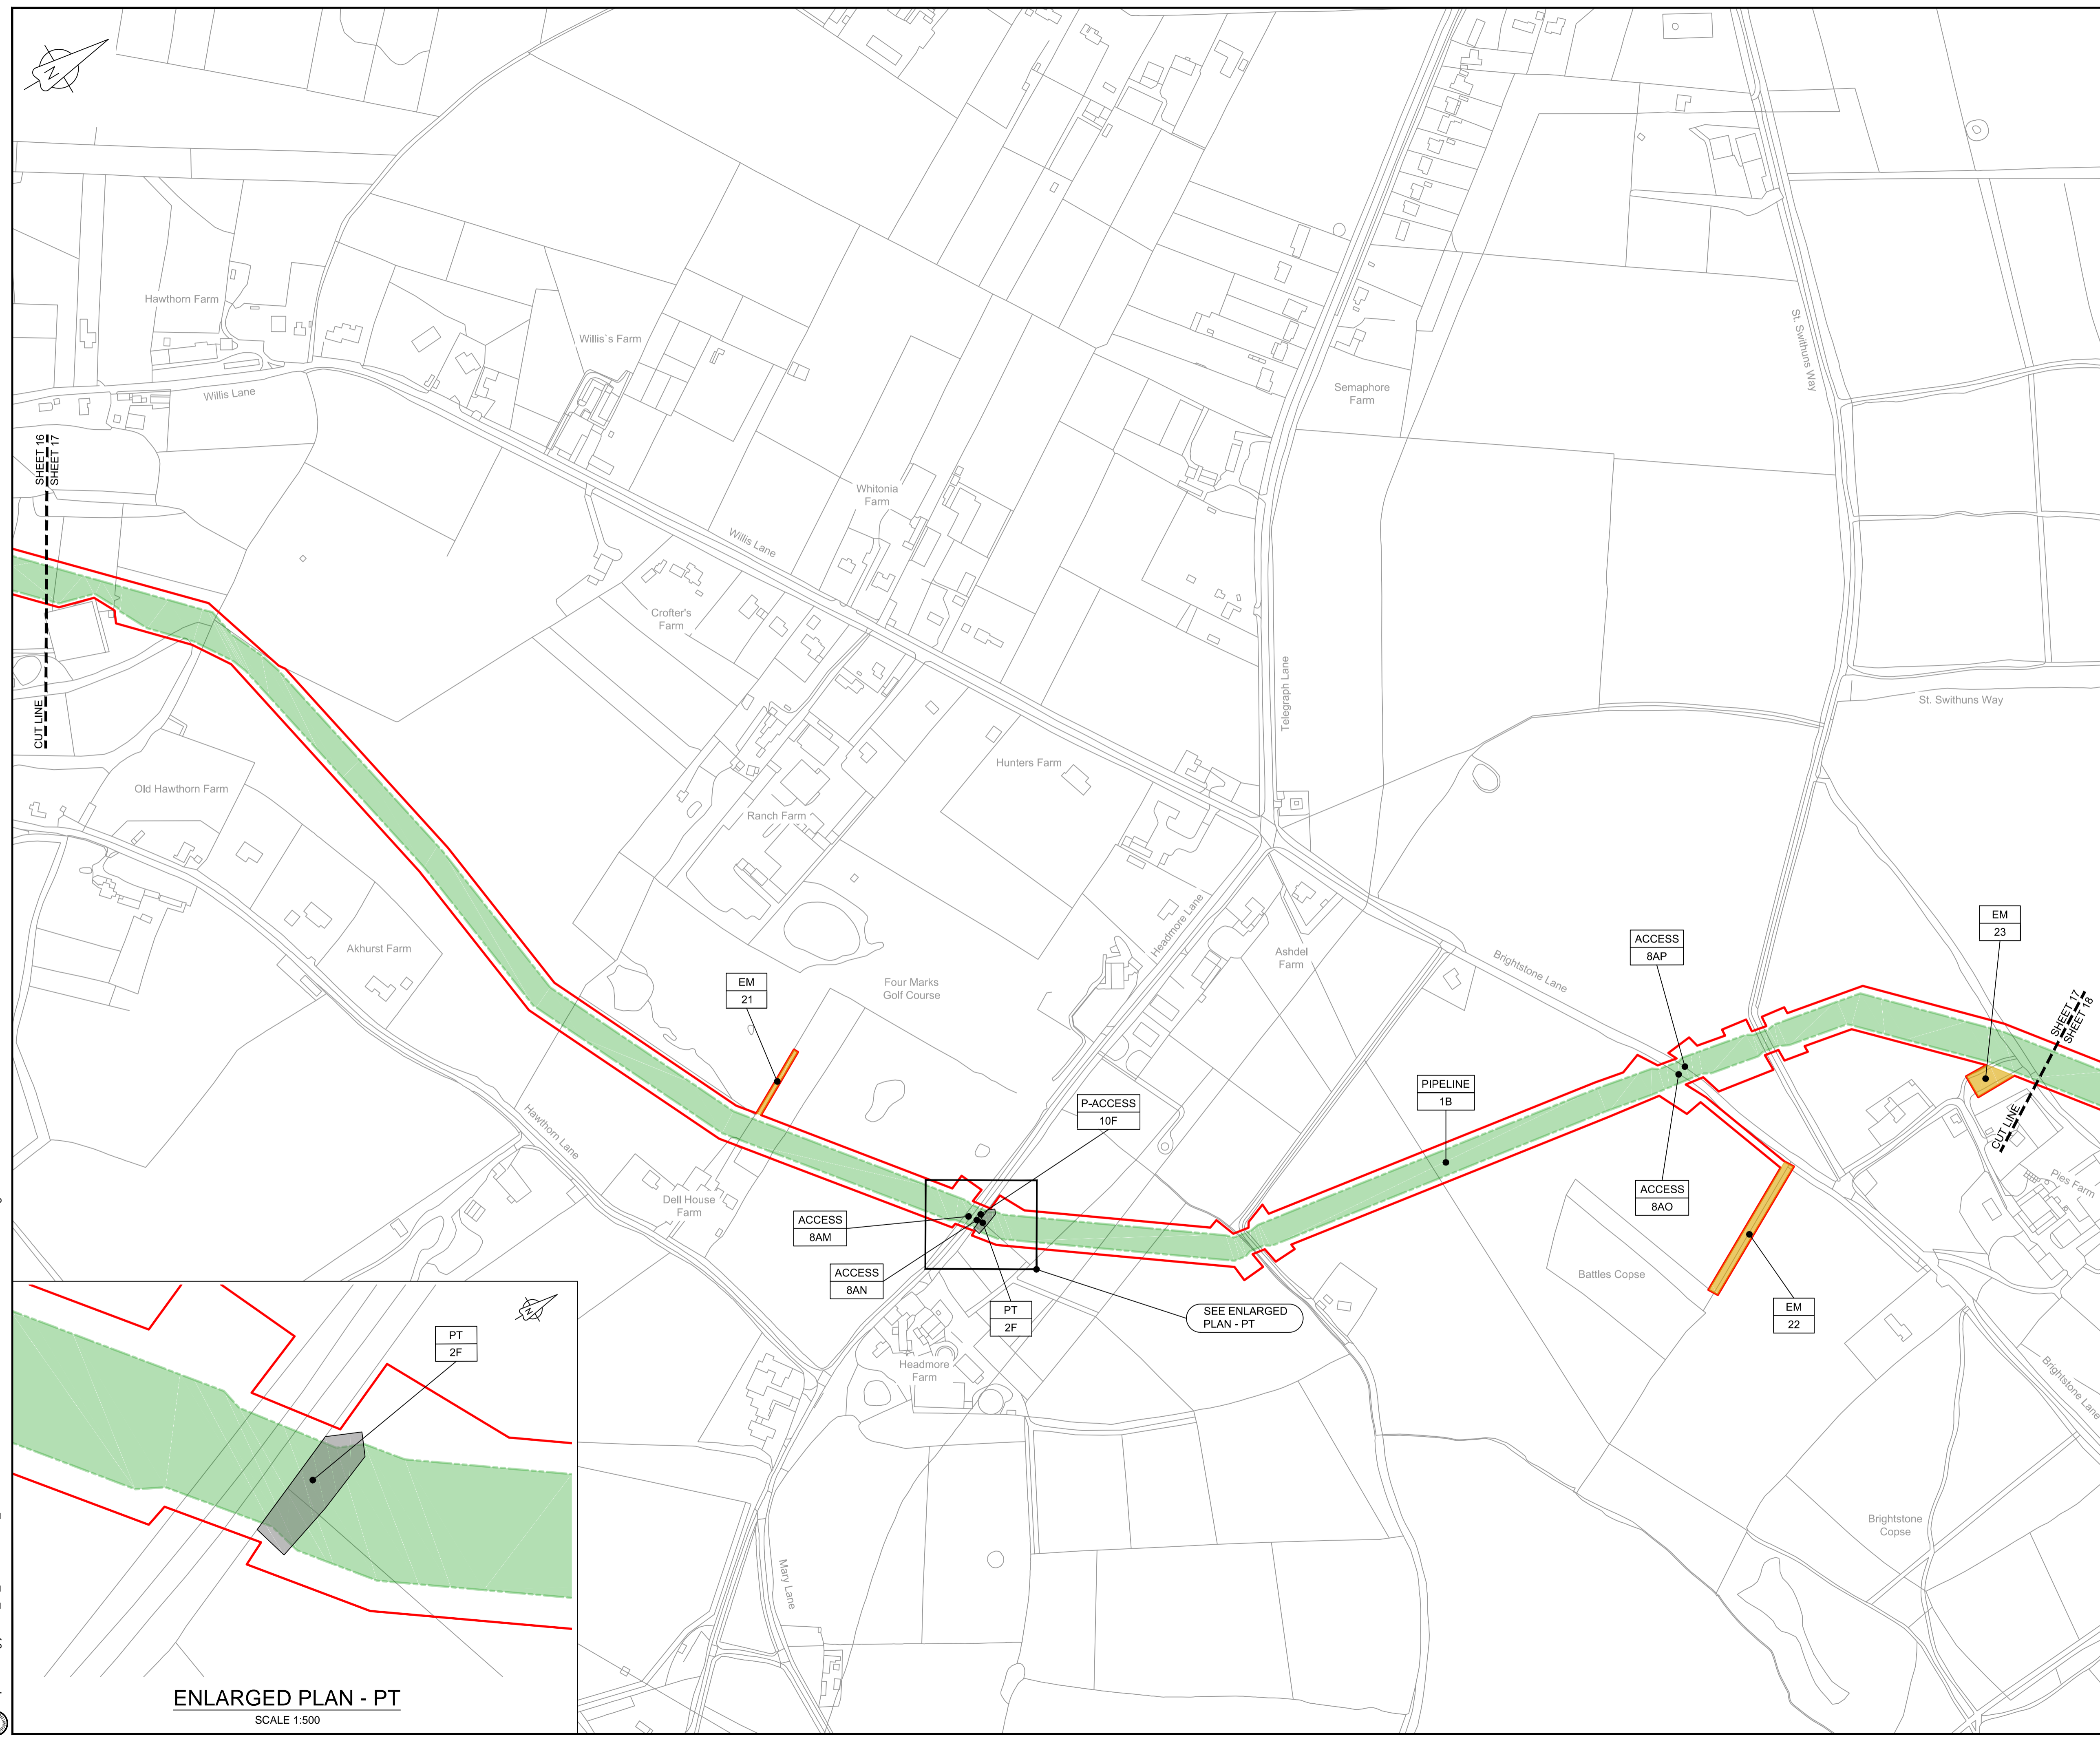 N
Hawthorn Farm
Willis Lane
Willis`s Farm
SHEET 16
SHEET 17
CUT LINE
Whitonia
Farm
Willis Lane
Crofter's
Farm
Semaphore
Farm
St. Swithuns Way
St. Swithuns Way
Telegraph Lane
Hunters Farm
Ranch Farm
Old Hawthorn Farm
Akhurst Farm
Headmore Lane
Ashdel
Farm
Brightstone Lane
Four Marks
Golf Course
EM
21
ACCESS
8AP
EM
23
SHEET 17
SHEET 18
CUT LINE
P-ACCESS
10F
PIPELINE
1B
Hawthorn Lane
Dell House
Farm
ACCESS
8AM
ACCESS
8AN
PT
2F
SEE ENLARGED
PLAN - PT
ACCESS
8AO
Battles Copse
EM
22
Pies Farm
Brightstone Lane
Headmore
Farm
Mary Lane
Brightstone
Copse
N
PT
2F
ENLARGED PLAN - PT
SCALE 1:500